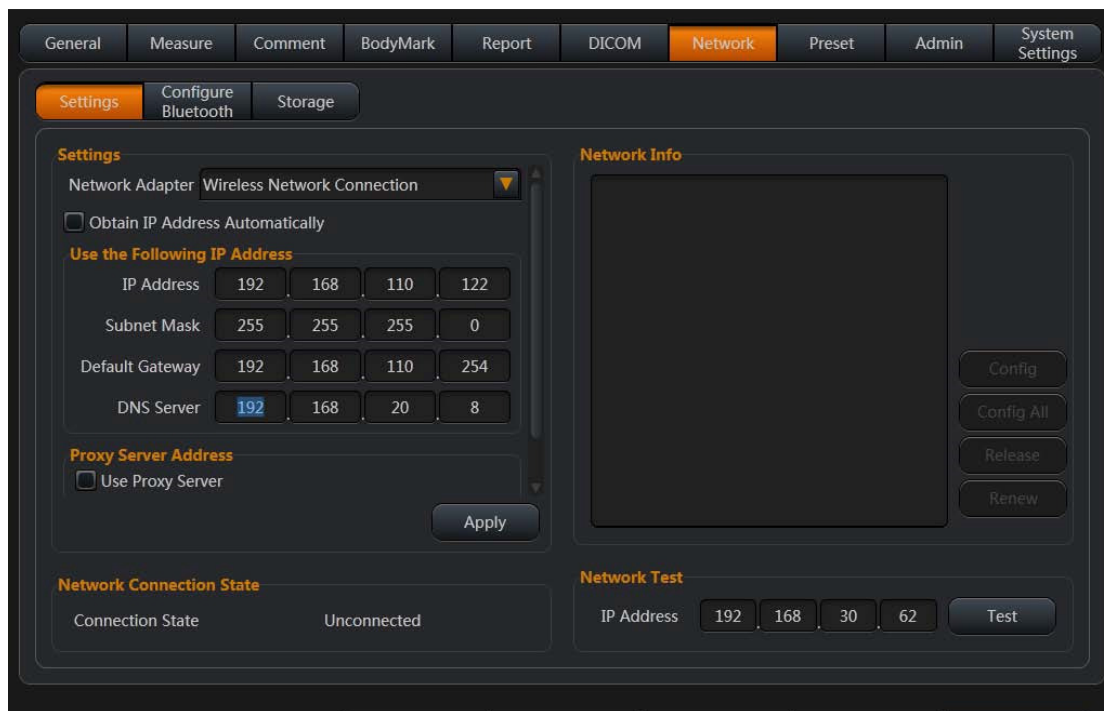 General Measure Comment BodyMark Report DICOM Network Preset Admin System Settings
Settings Configure Bluetooth Storage
Settings
Network Adapter Wireless Network Connection
Obtain IP Address Automatically
Use the Following IP Address
IP Address 192 . 168 . 110 . 122
Subnet Mask 255 . 255 . 255 . 0
Default Gateway 192 . 168 . 110 . 254
DNS Server 192 . 168 . 20 . 8
Proxy Server Address
Use Proxy Server
Apply
Network Info
Config
Config All
Release
Renew
Network Connection State
Connection State Unconnected
Network Test
IP Address 192 . 168 . 30 . 62 Test